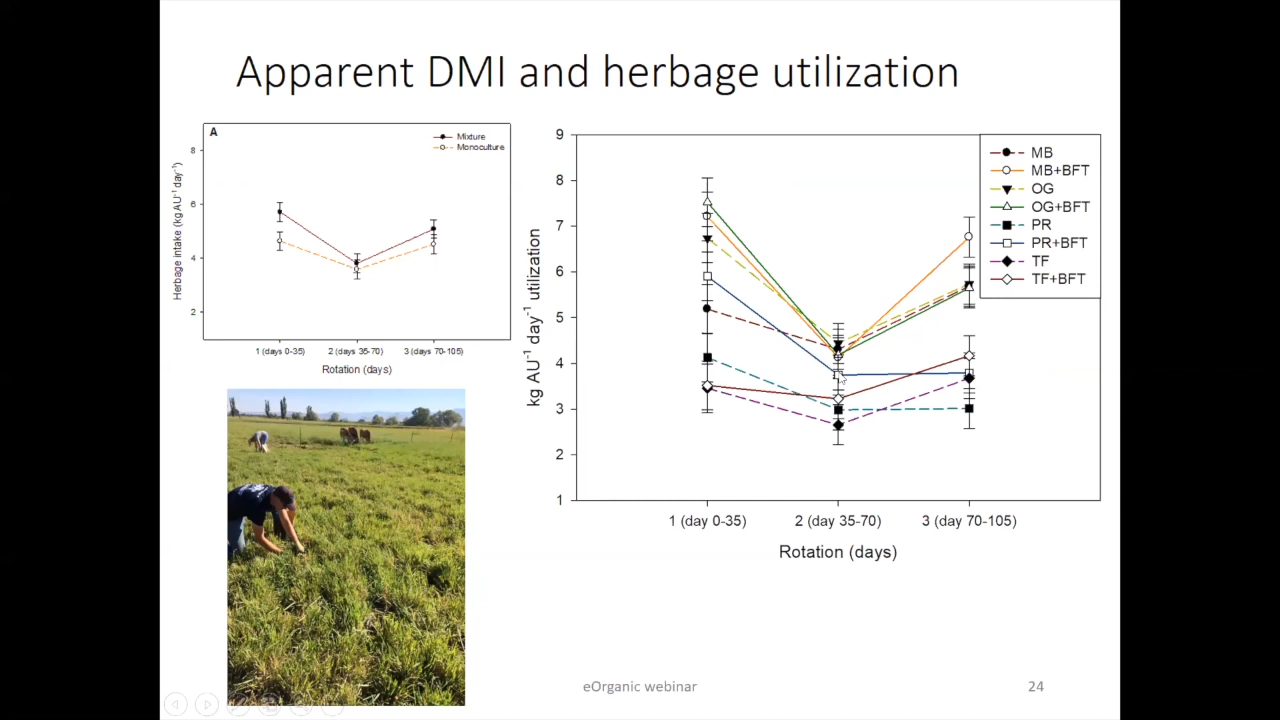 Apparent DMI and herbage utilization
A
Mixture
Monoculture
8
6
4
2
Herbage intake (kg AU⁻¹ day⁻¹)
1 (days 0-35) 2 (days 35-70) 3 (days 70-105)
Rotation (days)
9
8
7
6
5
4
3
2
1
kg AU⁻¹ day⁻¹ utilization
MB
MB+BFT
OG
OG+BFT
PR
PR+BFT
TF
TF+BFT
1 (day 0-35) 2 (day 35-70) 3 (day 70-105)
Rotation (days)
eOrganic webinar
24